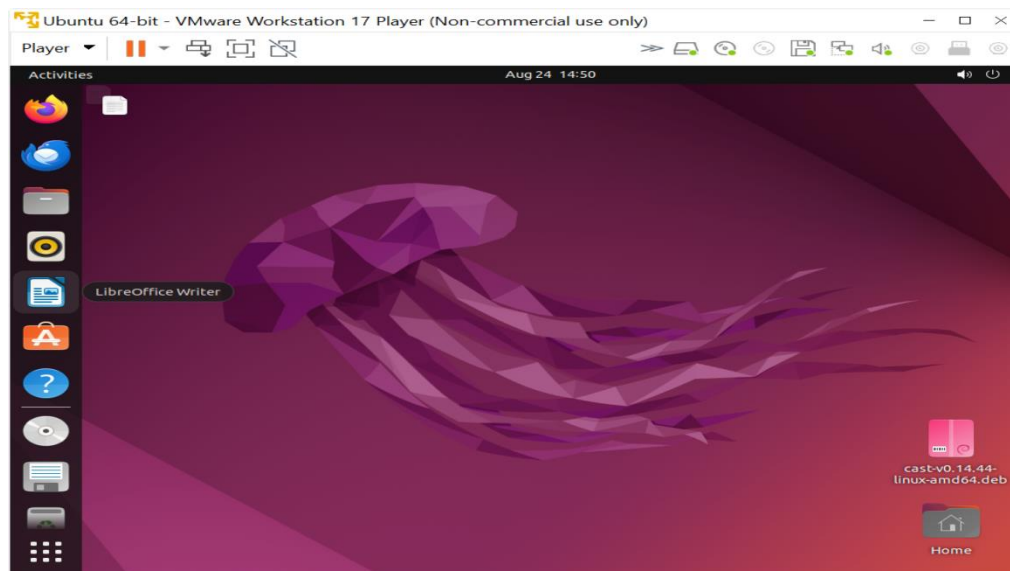 Ubuntu 64-bit - VMware Workstation 17 Player (Non-commercial use only)
Player
Activities
Aug 24 14:50
LibreOffice Writer
cast-v0.14.44-
linux-amd64.deb
Home